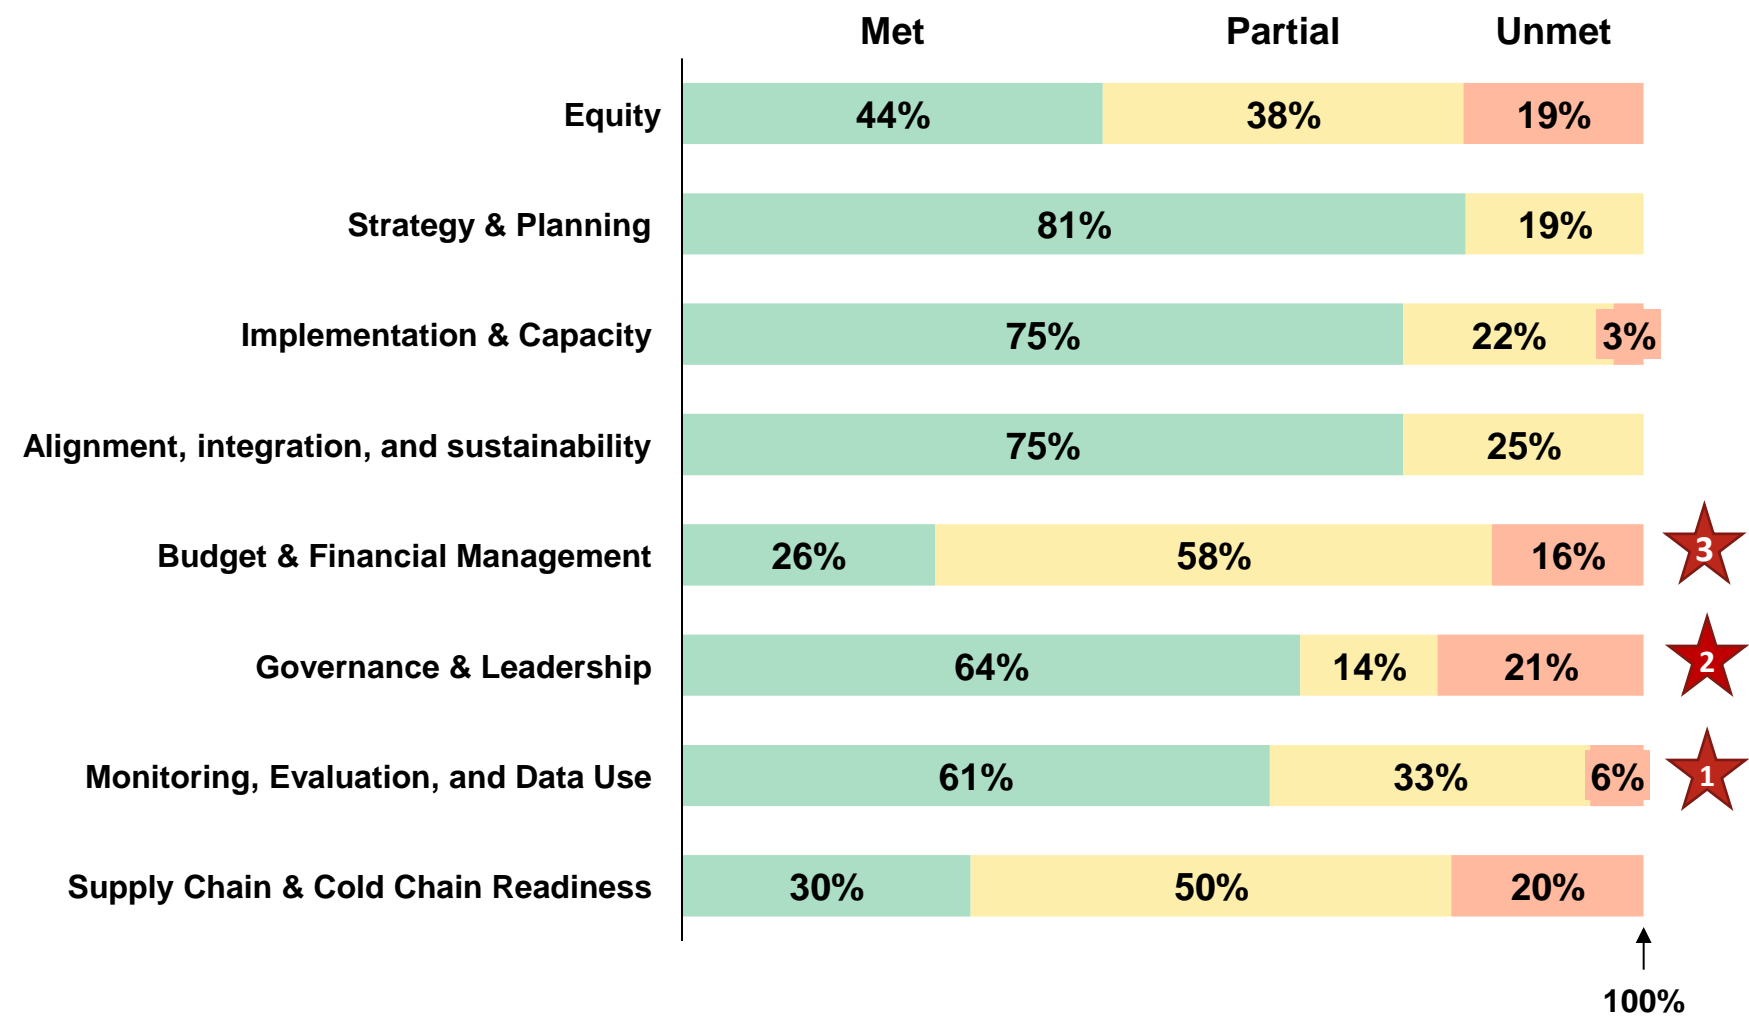 Met Partial Unmet
Equity 44% 38% 19%
Strategy & Planning 81% 19%
Implementation & Capacity 75% 22% 3%
Alignment, integration, and sustainability 75% 25%
Budget & Financial Management 26% 58% 16% 3
Governance & Leadership 64% 14% 21% 2
Monitoring, Evaluation, and Data Use 61% 33% 6% 1
Supply Chain & Cold Chain Readiness 30% 50% 20%
100%